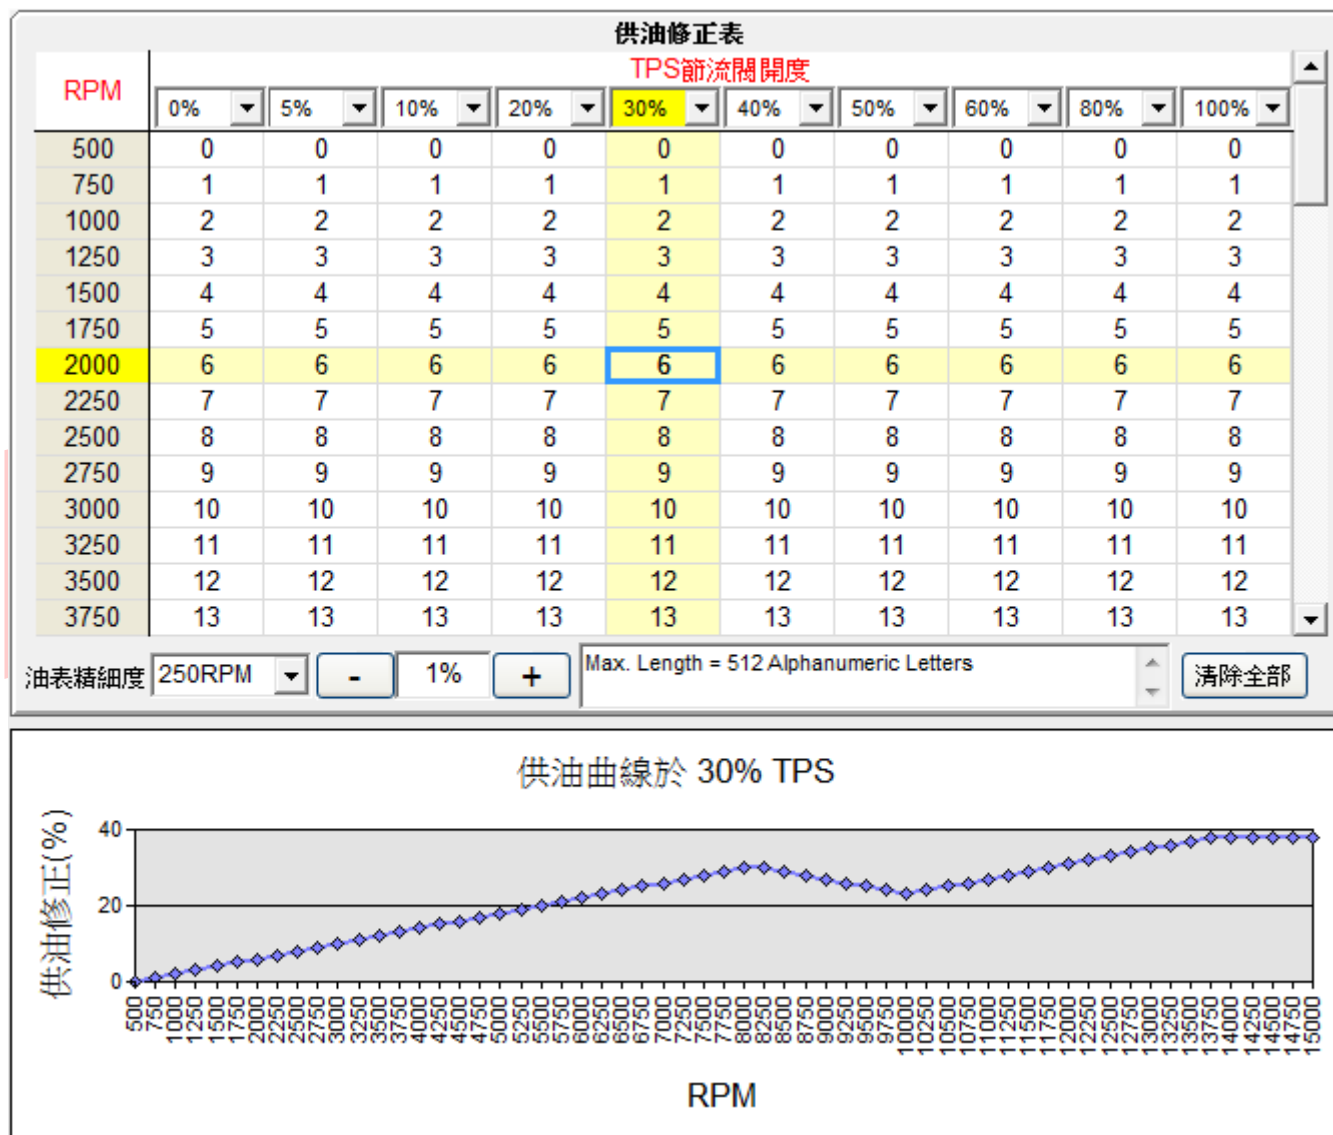 供油修正表
RPM
TPS節流閥開度
0% 5% 10% 20% 30% 40% 50% 60% 80% 100%
500 0 0 0 0 0 0 0 0 0 0
750 1 1 1 1 1 1 1 1 1 1
1000 2 2 2 2 2 2 2 2 2 2
1250 3 3 3 3 3 3 3 3 3 3
1500 4 4 4 4 4 4 4 4 4 4
1750 5 5 5 5 5 5 5 5 5 5
2000 6 6 6 6 6 6 6 6 6 6
2250 7 7 7 7 7 7 7 7 7 7
2500 8 8 8 8 8 8 8 8 8 8
2750 9 9 9 9 9 9 9 9 9 9
3000 10 10 10 10 10 10 10 10 10 10
3250 11 11 11 11 11 11 11 11 11 11
3500 12 12 12 12 12 12 12 12 12 12
3750 13 13 13 13 13 13 13 13 13 13
油表精細度 250RPM - 1% + Max. Length = 512 Alphanumeric Letters 清除全部
供油曲線於 30% TPS
供油修正(%)
40
20
0
500 750 1000 1250 1500 1750 2000 2250 2500 2750 3000 3250 3500 3750 4000 4250 4500 4750 5000 5250 5500 5750 6000 6250 6500 6750 7000 7250 7500 7750 8000 8250 8500 8750 9000 9250 9500 9750 10000 10250 10500 10750 11000 11250 11500 11750 12000 12250 12500 12750 13000 13250 13500 13750 14000 14250 14500 14750 15000
RPM